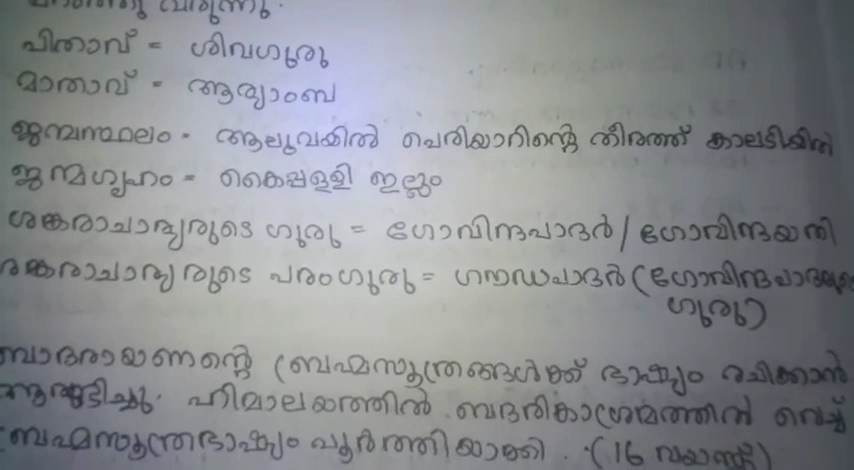 വരുന്നു.
പിതാവ് = ശിവഗുരു
മാതാവ് = ആര്യാംബ
ജന്മസ്ഥലം = ആലുവയിൽ പെരിയാറിന്റെ തീരത്ത് കാലടിയിൽ
ജന്മഗൃഹം = കൈപ്പള്ളി ഇല്ലം
ശങ്കരാചാര്യരുടെ ഗുരു = ഗോവിന്ദപാദർ / ഗോവിന്ദയതി
ശങ്കരാചാര്യരുടെ പരംഗുരു = ഗൗഡപാദർ (ഗോവിന്ദപാദരുടെ
ഗുരു)
ബാദരായണന്റെ ബ്രഹ്മസൂത്രങ്ങൾക്ക് ഭാഷ്യം രചിക്കാൻ
ഹിമാലയത്തിൽ ബദരികാശ്രമത്തിൽ വെച്ച്
ബ്രഹ്മസൂത്രഭാഷ്യം പൂർത്തിയാക്കി. (16 വയസ്സ്)